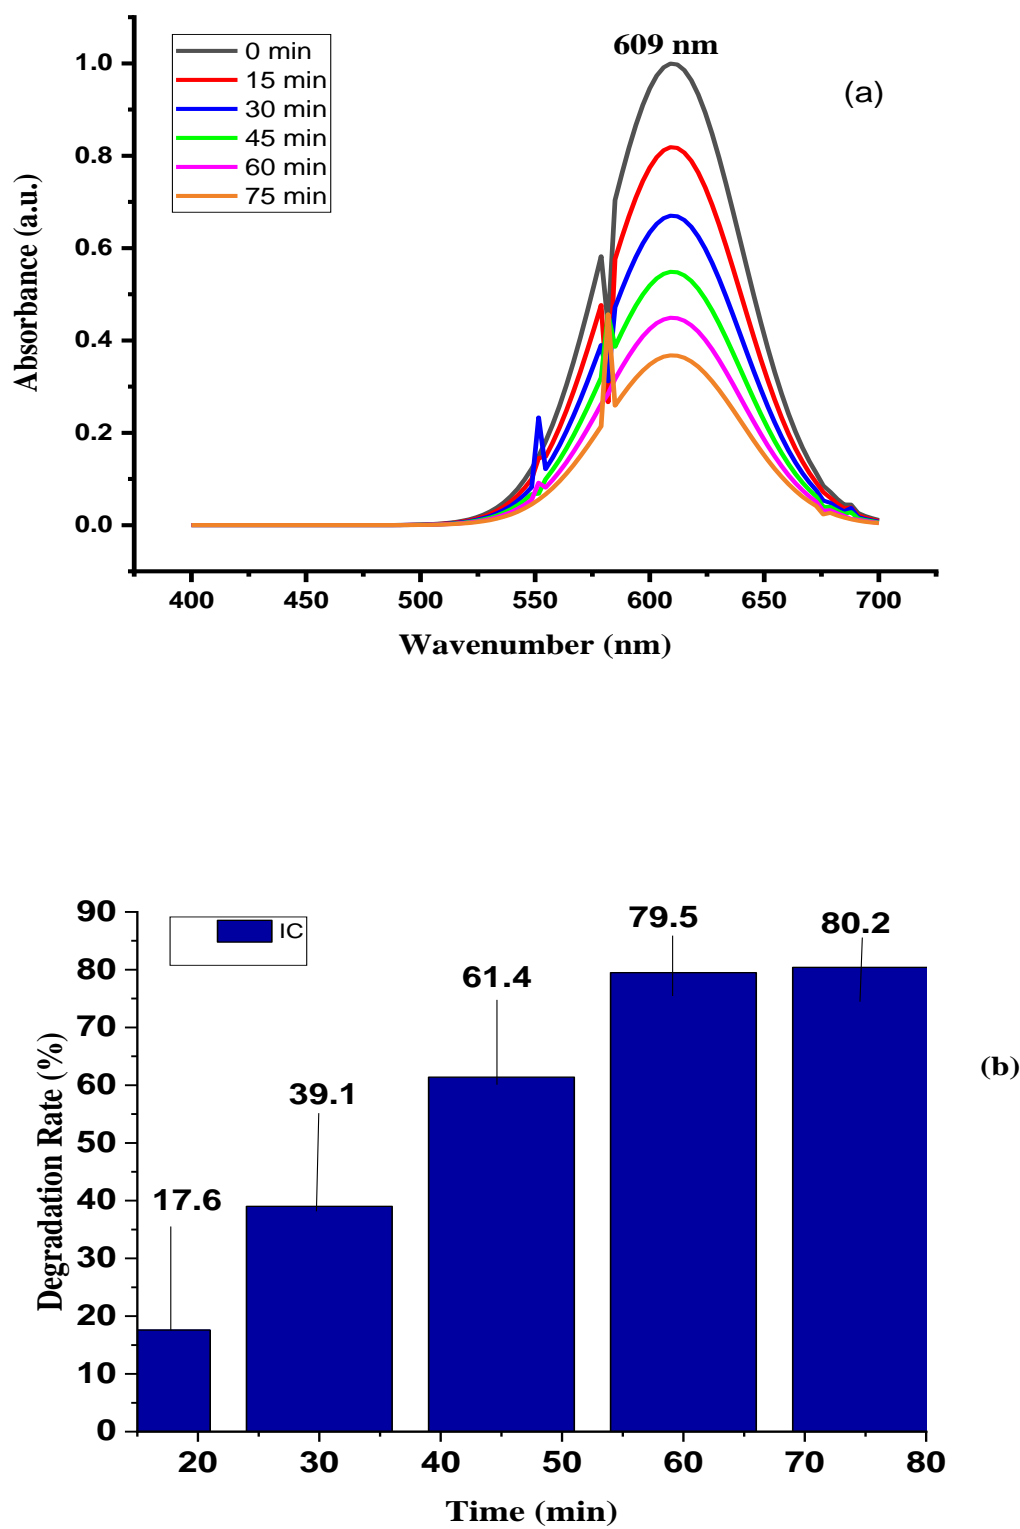 609 nm
0 min
15 min
30 min
45 min
60 min
75 min
(a)
1.0
0.8
0.6
0.4
0.2
0.0
Absorbance (a.u.)
400 450 500 550 600 650 700
Wavenumber (nm)
90
80
70
60
50
40
30
20
10
0
IC
17.6
39.1
61.4
79.5
80.2
Degradation Rate (%)
(b)
20 30 40 50 60 70 80
Time (min)